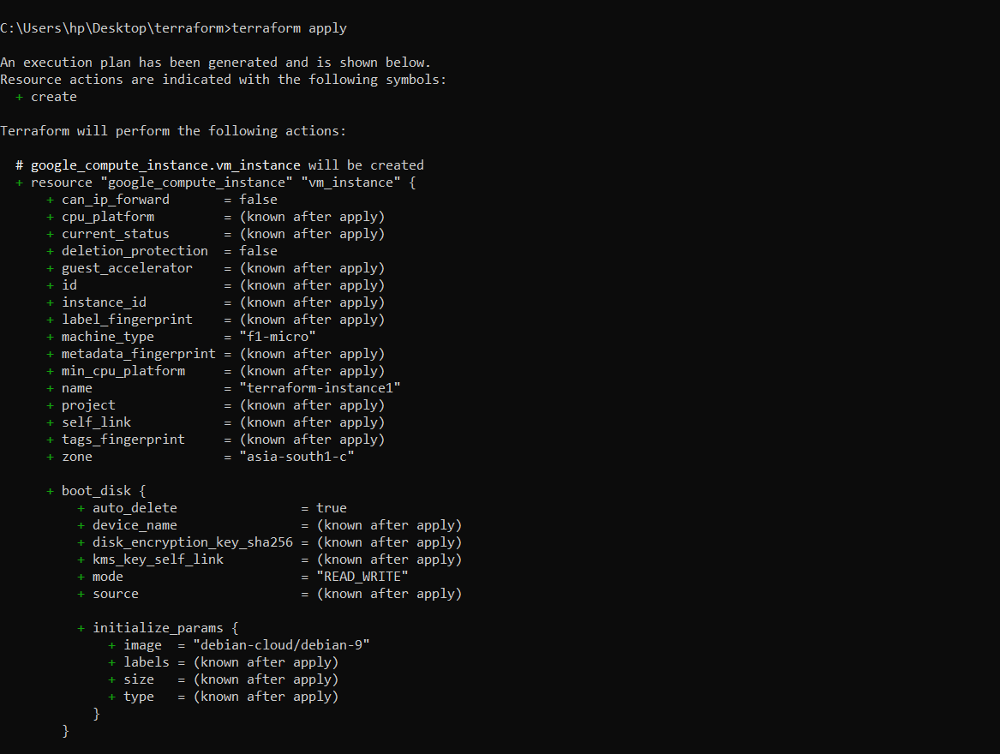 C:\Users\hp\Desktop\terraform>terraform apply
An execution plan has been generated and is shown below.
Resource actions are indicated with the following symbols:
  + create
Terraform will perform the following actions:
  # google_compute_instance.vm_instance will be created
  + resource "google_compute_instance" "vm_instance" {
      + can_ip_forward       = false
      + cpu_platform         = (known after apply)
      + current_status       = (known after apply)
      + deletion_protection  = false
      + guest_accelerator    = (known after apply)
      + id                   = (known after apply)
      + instance_id          = (known after apply)
      + label_fingerprint    = (known after apply)
      + machine_type         = "f1-micro"
      + metadata_fingerprint = (known after apply)
      + min_cpu_platform     = (known after apply)
      + name                 = "terraform-instance1"
      + project              = (known after apply)
      + self_link            = (known after apply)
      + tags_fingerprint     = (known after apply)
      + zone                 = "asia-south1-c"
      + boot_disk {
          + auto_delete                = true
          + device_name                = (known after apply)
          + disk_encryption_key_sha256 = (known after apply)
          + kms_key_self_link          = (known after apply)
          + mode                       = "READ_WRITE"
          + source                     = (known after apply)
          + initialize_params {
              + image  = "debian-cloud/debian-9"
              + labels = (known after apply)
              + size   = (known after apply)
              + type   = (known after apply)
            }
        }